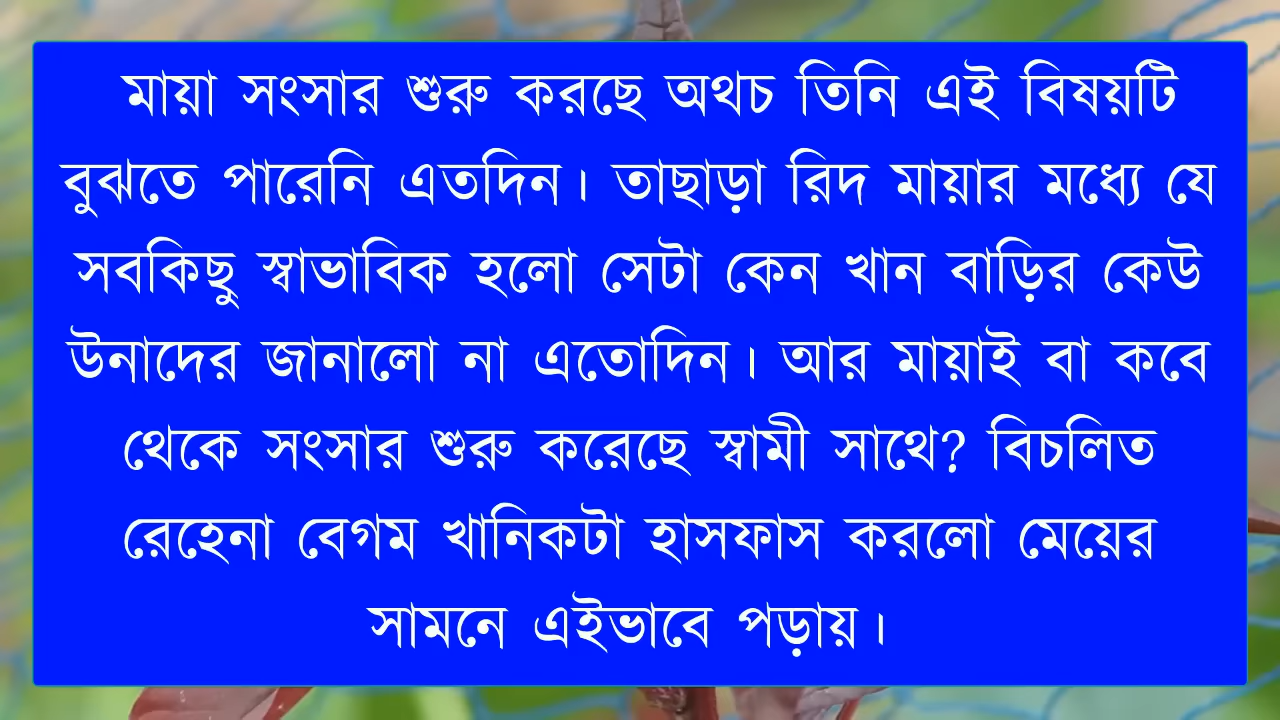 মায়া সংসার শুরু করছে অথচ তিনি এই বিষয়টি
বুঝতে পারেনি এতদিন। তাছাড়া রিদ মায়ার মধ্যে যে
সবকিছু স্বাভাবিক হলো সেটা কেন খান বাড়ির কেউ
উনাদের জানালো না এতোদিন। আর মায়াই বা কবে
থেকে সংসার শুরু করেছে স্বামী সাথে? বিচলিত
রেহেনা বেগম খানিকটা হাসফাস করলো মেয়ের
সামনে এইভাবে পড়ায়।